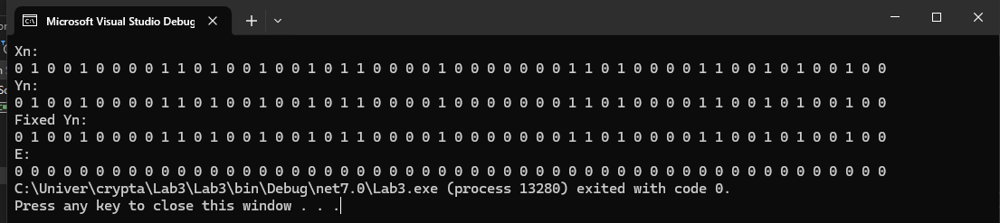 Microsoft Visual Studio Debug
Xn:
0 1 0 0 1 0 0 0 0 1 1 0 1 0 0 1 0 0 1 0 1 1 0 0 0 0 1 0 0 0 0 0 0 0 1 1 0 1 0 0 0 0 1 1 0 0 1 0 1 0 0 1 0 0
Yn:
0 1 0 0 1 0 0 0 0 1 1 0 1 0 0 1 0 0 1 0 1 1 0 0 0 0 1 0 0 0 0 0 0 0 1 1 0 1 0 0 0 0 1 1 0 0 1 0 1 0 0 1 0 0
Fixed Yn:
0 1 0 0 1 0 0 0 0 1 1 0 1 0 0 1 0 0 1 0 1 1 0 0 0 0 1 0 0 0 0 0 0 0 1 1 0 1 0 0 0 0 1 1 0 0 1 0 1 0 0 1 0 0
E:
0 0 0 0 0 0 0 0 0 0 0 0 0 0 0 0 0 0 0 0 0 0 0 0 0 0 0 0 0 0 0 0 0 0 0 0 0 0 0 0 0 0 0 0 0 0 0 0 0 0 0 0 0 0
C:\Univer\crypta\Lab3\Lab3\bin\Debug\net7.0\Lab3.exe (process 13280) exited with code 0.
Press any key to close this window . . .